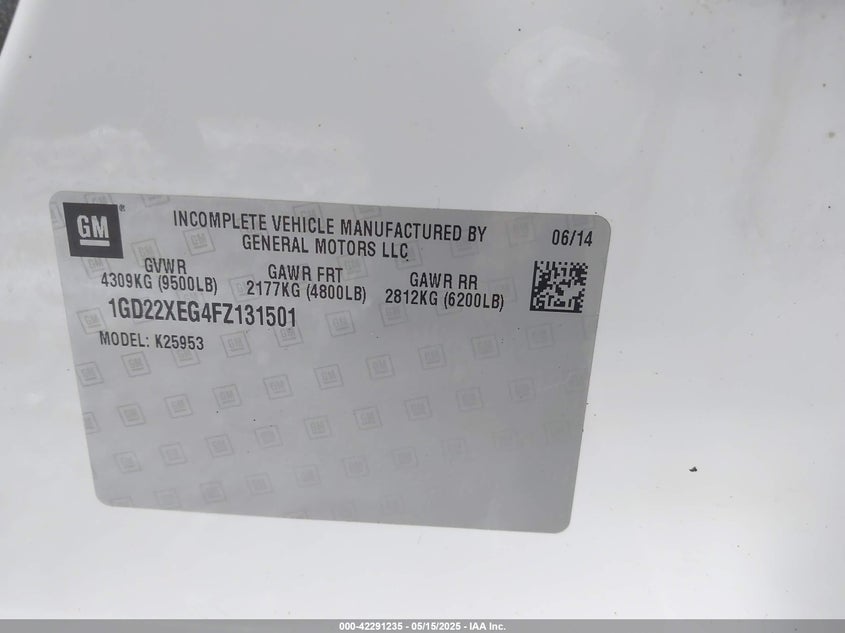 GM
INCOMPLETE VEHICLE MANUFACTURED BY
GENERAL MOTORS LLC
06/14
GVWR
4309KG (9500LB)
GAWR FRT
2177KG (4800LB)
GAWR RR
2812KG (6200LB)
1GD22XEG4FZ131501
MODEL: K25953
000-42291235 - 05/15/2025 - IAA Inc.